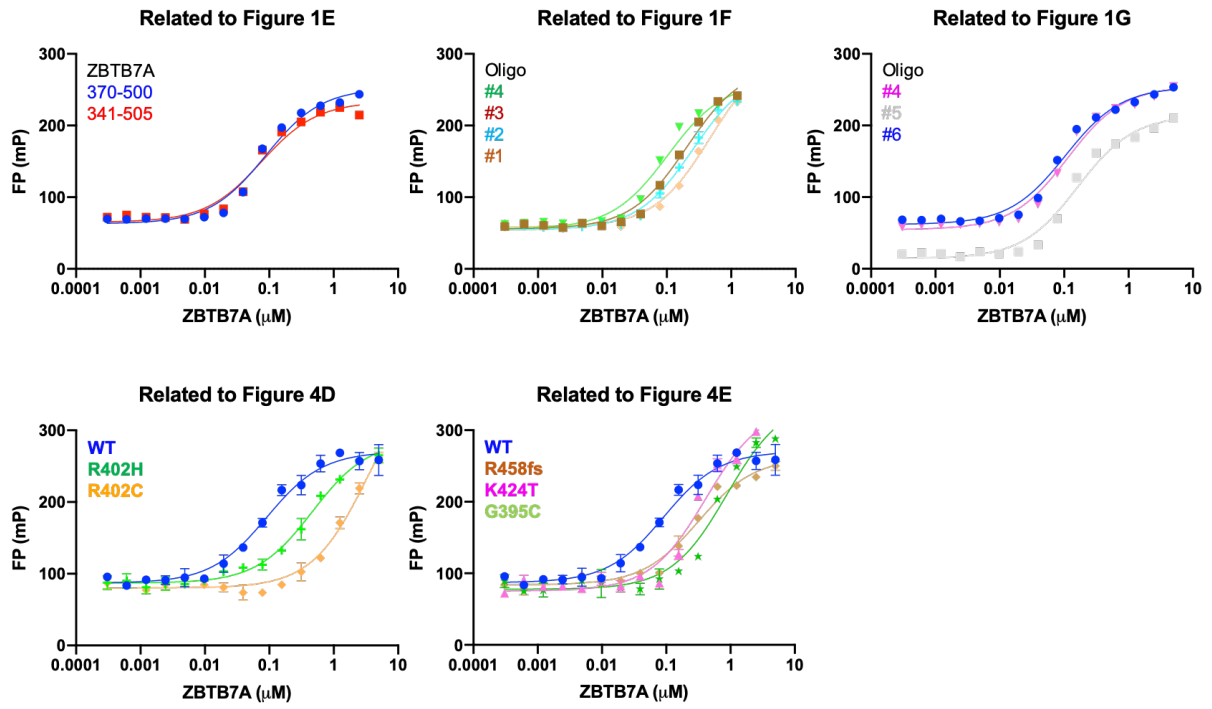 Related to Figure 1E
FP (mP)
300
200
100
0
ZBTB7A
370-500
341-505
0.0001 0.001 0.01 0.1 1 10
ZBTB7A (μM)
Related to Figure 1F
FP (mP)
300
200
100
0
Oligo
#4
#3
#2
#1
0.0001 0.001 0.01 0.1 1 10
ZBTB7A (μM)
Related to Figure 1G
FP (mP)
300
200
100
0
Oligo
#4
#5
#6
0.0001 0.001 0.01 0.1 1 10
ZBTB7A (μM)
Related to Figure 4D
FP (mP)
300
200
100
0
WT
R402H
R402C
0.0001 0.001 0.01 0.1 1 10
ZBTB7A (μM)
Related to Figure 4E
FP (mP)
300
200
100
0
WT
R458fs
K424T
G395C
0.0001 0.001 0.01 0.1 1 10
ZBTB7A (μM)